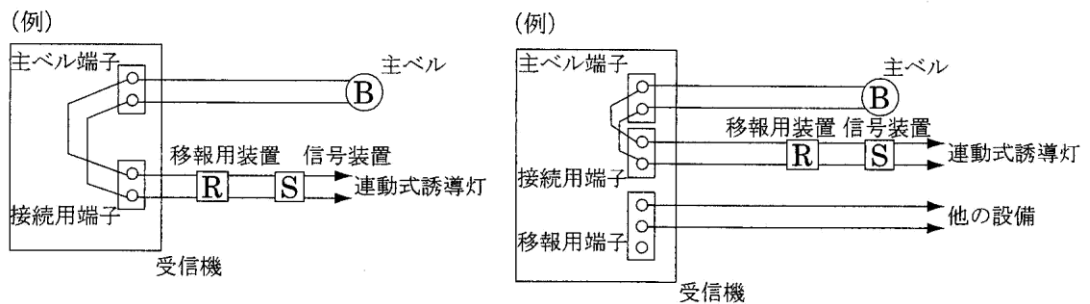 (例)
主ベル端子
主ベル
B
移報用装置
信号装置
R
S
連動式誘導灯
接続用端子
受信機
(例)
主ベル端子
主ベル
B
移報用装置
信号装置
R
S
連動式誘導灯
接続用端子
他の設備
移報用端子
受信機